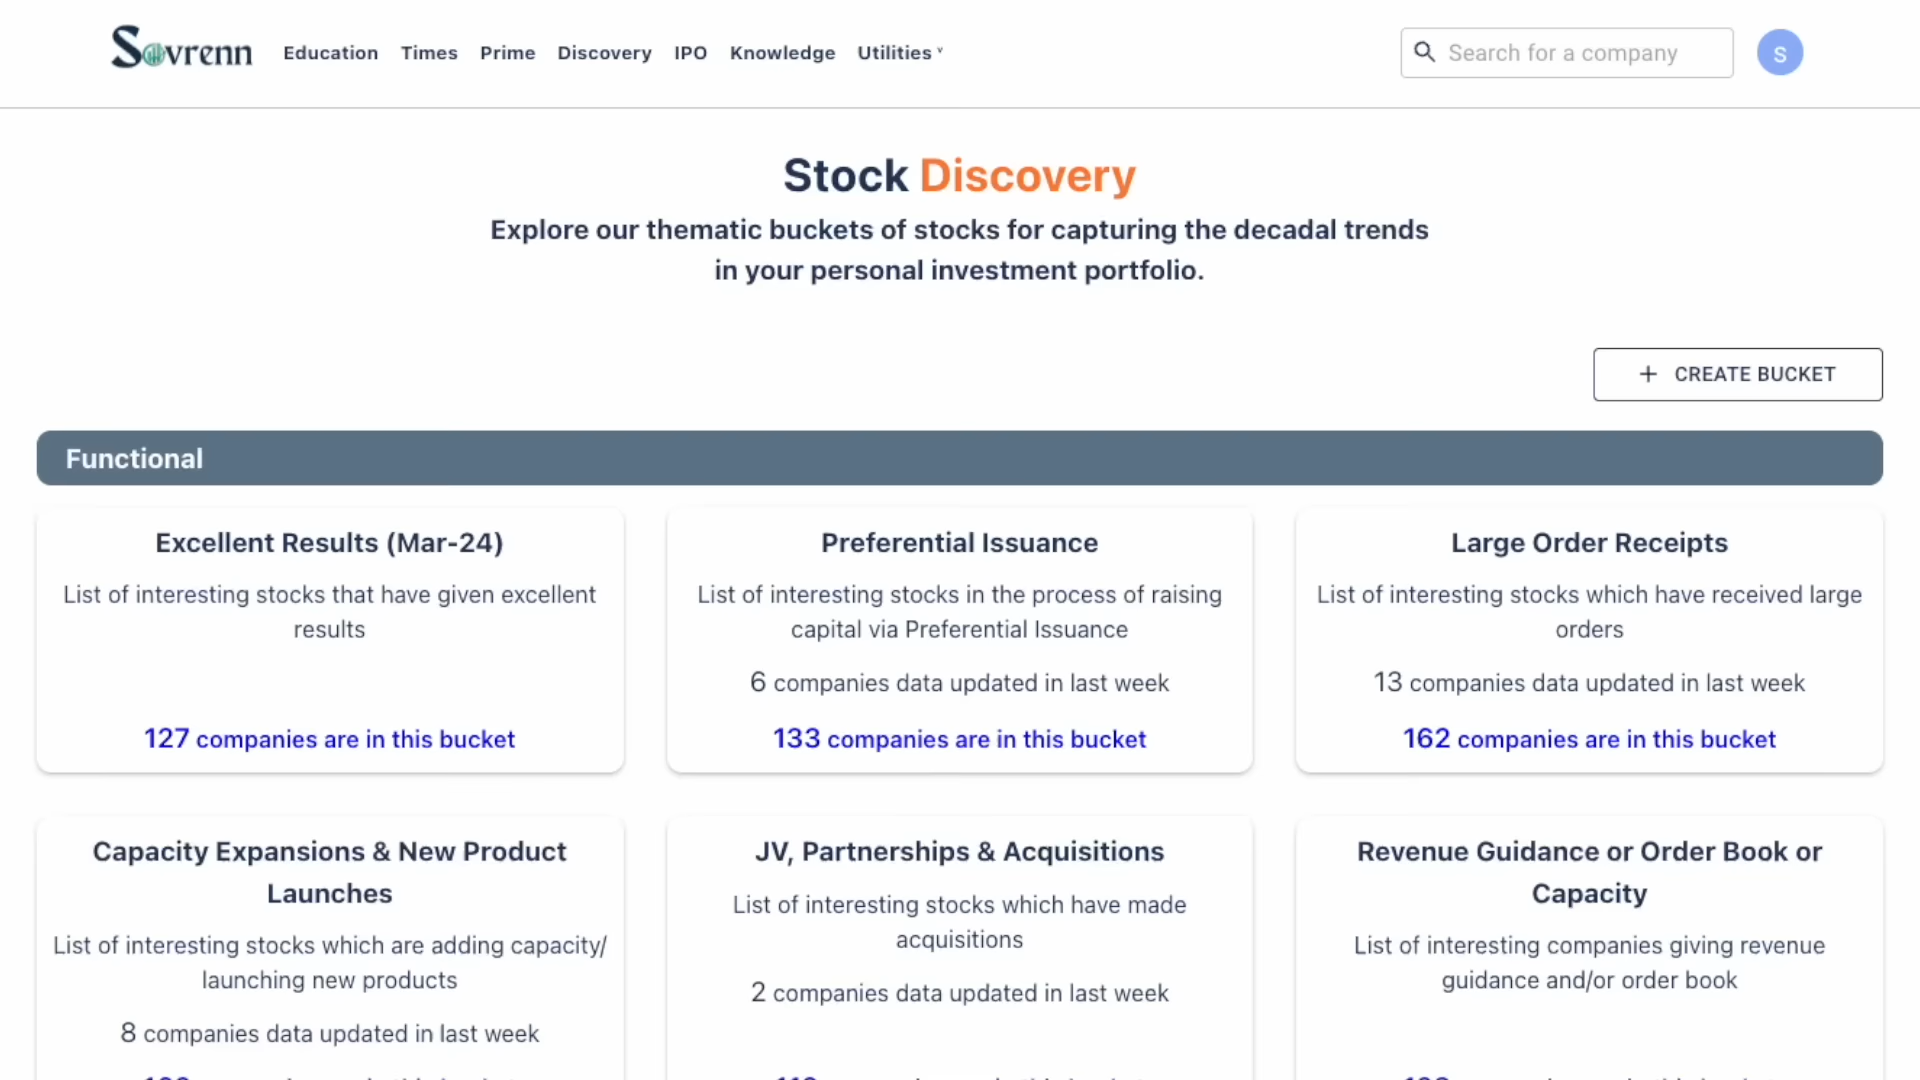 Sovrenn Education Times Prime Discovery IPO Knowledge Utilities ˅ Search for a company S
Stock Discovery
Explore our thematic buckets of stocks for capturing the decadal trends
in your personal investment portfolio.
+ CREATE BUCKET
Functional
Excellent Results (Mar-24)
List of interesting stocks that have given excellent
results
127 companies are in this bucket
Preferential Issuance
List of interesting stocks in the process of raising
capital via Preferential Issuance
6 companies data updated in last week
133 companies are in this bucket
Large Order Receipts
List of interesting stocks which have received large
orders
13 companies data updated in last week
162 companies are in this bucket
Capacity Expansions & New Product
Launches
List of interesting stocks which are adding capacity/
launching new products
8 companies data updated in last week
JV, Partnerships & Acquisitions
List of interesting stocks which have made
acquisitions
2 companies data updated in last week
Revenue Guidance or Order Book or
Capacity
List of interesting companies giving revenue
guidance and/or order book